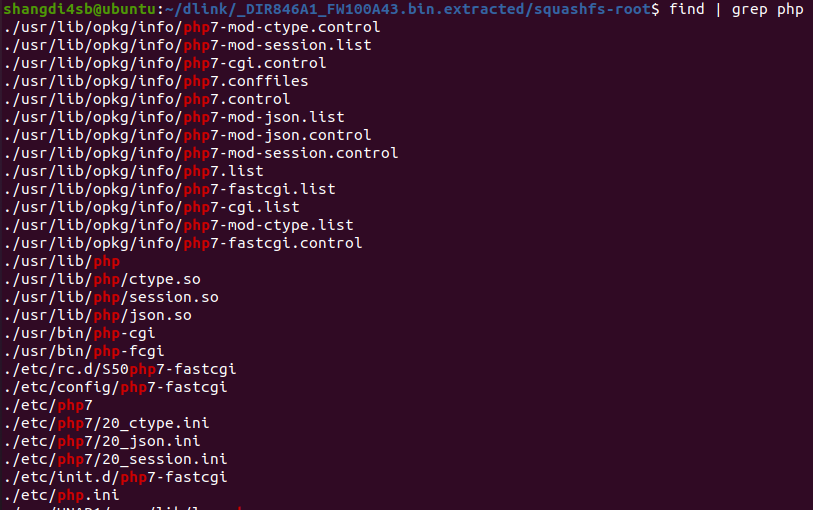 shangdi4sb@ubuntu:~/dlink/_DIR846A1_FW100A43.bin.extracted/squashfs-root$ find | grep php
./usr/lib/opkg/info/php7-mod-ctype.control
./usr/lib/opkg/info/php7-mod-session.list
./usr/lib/opkg/info/php7-cgi.control
./usr/lib/opkg/info/php7.conffiles
./usr/lib/opkg/info/php7.control
./usr/lib/opkg/info/php7-mod-json.list
./usr/lib/opkg/info/php7-mod-json.control
./usr/lib/opkg/info/php7-mod-session.control
./usr/lib/opkg/info/php7.list
./usr/lib/opkg/info/php7-fastcgi.list
./usr/lib/opkg/info/php7-cgi.list
./usr/lib/opkg/info/php7-mod-ctype.list
./usr/lib/opkg/info/php7-fastcgi.control
./usr/lib/php
./usr/lib/php/ctype.so
./usr/lib/php/session.so
./usr/lib/php/json.so
./usr/bin/php-cgi
./usr/bin/php-fcgi
./etc/rc.d/S50php7-fastcgi
./etc/config/php7-fastcgi
./etc/php7
./etc/php7/20_ctype.ini
./etc/php7/20_json.ini
./etc/php7/20_session.ini
./etc/init.d/php7-fastcgi
./etc/php.ini